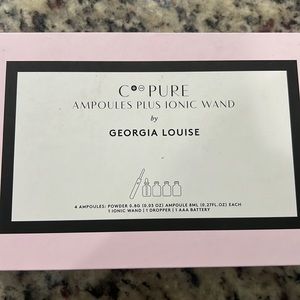 C+− PURE
AMPOULES PLUS IONIC WAND
by
GEORGIA LOUISE
4 AMPOULES: POWDER 0.8G (0.03 OZ) AMPOULE 8ML (0.27FL.OZ) EACH
1 IONIC WAND | 1 DROPPER | 1 AAA BATTERY